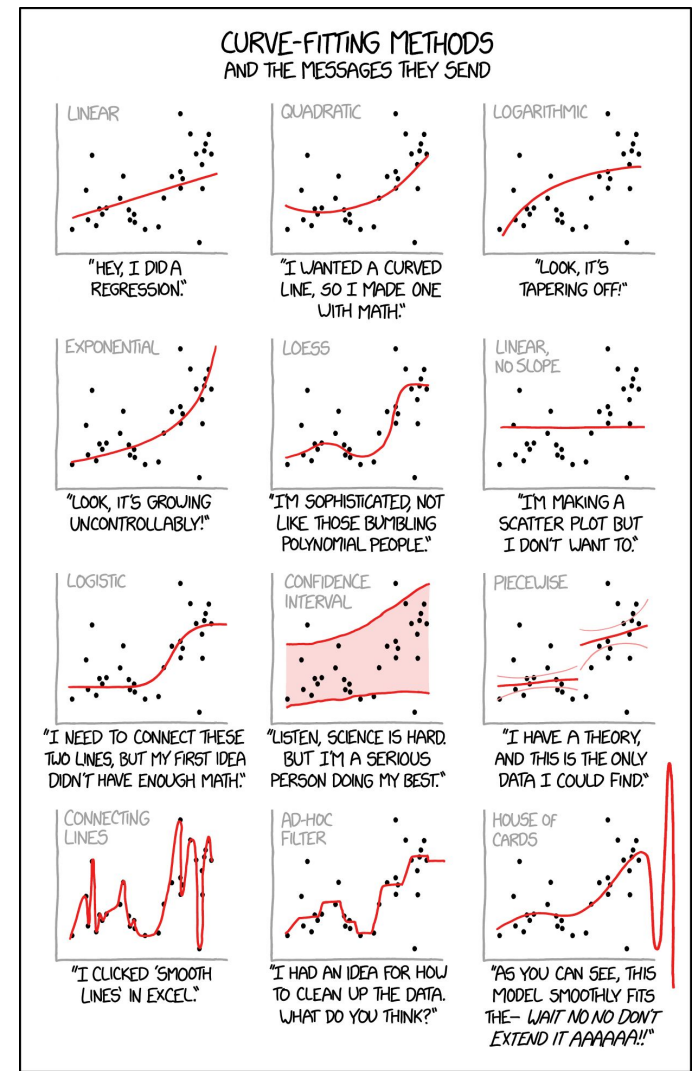 CURVE-FITTING METHODS
AND THE MESSAGES THEY SEND
LINEAR
"HEY, I DID A
REGRESSION."
QUADRATIC
"I WANTED A CURVED
LINE, SO I MADE ONE
WITH MATH."
LOGARITHMIC
"LOOK, IT'S
TAPERING OFF!"
EXPONENTIAL
"LOOK, IT'S GROWING
UNCONTROLLABLY!"
LOESS
"I'M SOPHISTICATED, NOT
LIKE THOSE BUMBLING
POLYNOMIAL PEOPLE."
LINEAR,
NO SLOPE
"I'M MAKING A
SCATTER PLOT BUT
I DON'T WANT TO."
LOGISTIC
"I NEED TO CONNECT THESE
TWO LINES, BUT MY FIRST IDEA
DIDN'T HAVE ENOUGH MATH."
CONFIDENCE
INTERVAL
"LISTEN, SCIENCE IS HARD.
BUT I'M A SERIOUS
PERSON DOING MY BEST."
PIECEWISE
"I HAVE A THEORY,
AND THIS IS THE ONLY
DATA I COULD FIND."
CONNECTING
LINES
"I CLICKED 'SMOOTH
LINES' IN EXCEL."
AD-HOC
FILTER
"I HAD AN IDEA FOR HOW
TO CLEAN UP THE DATA.
WHAT DO YOU THINK?"
HOUSE OF
CARDS
"AS YOU CAN SEE, THIS
MODEL SMOOTHLY FITS
THE- WAIT NO NO DON'T
EXTEND IT AAAAAA!!"